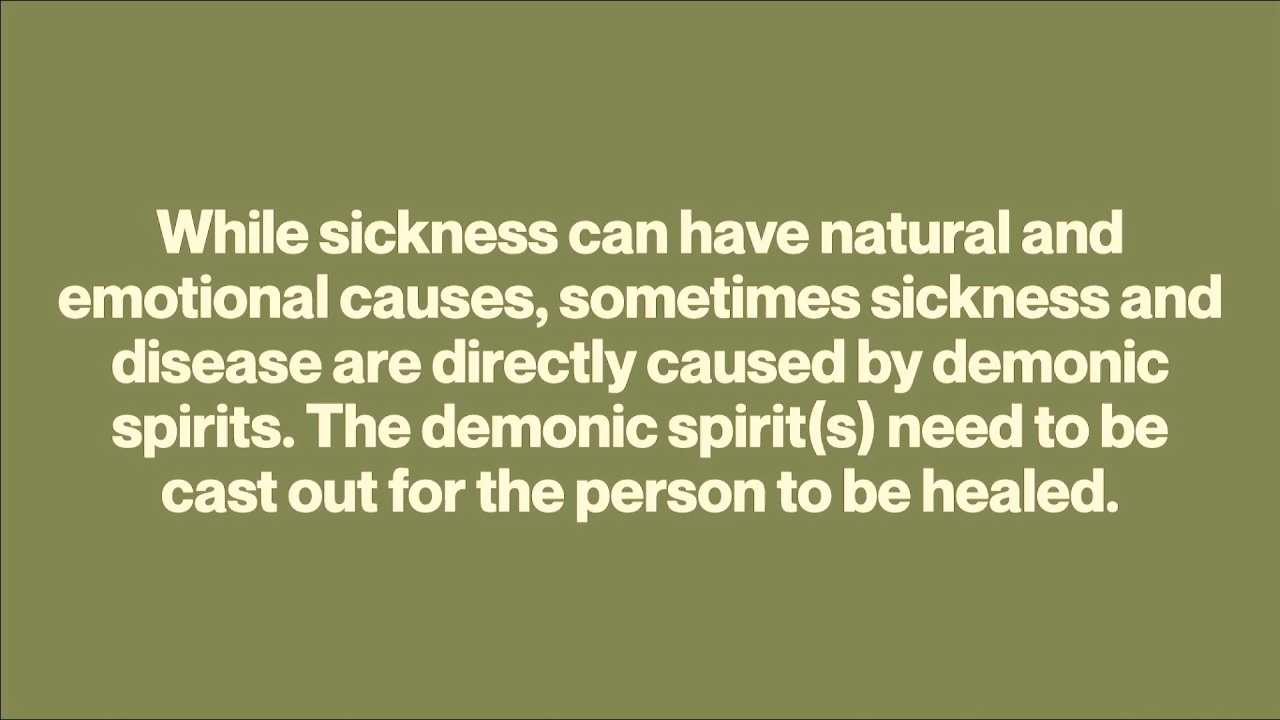 While sickness can have natural and
emotional causes, sometimes sickness and
disease are directly caused by demonic
spirits. The demonic spirit(s) need to be
cast out for the person to be healed.